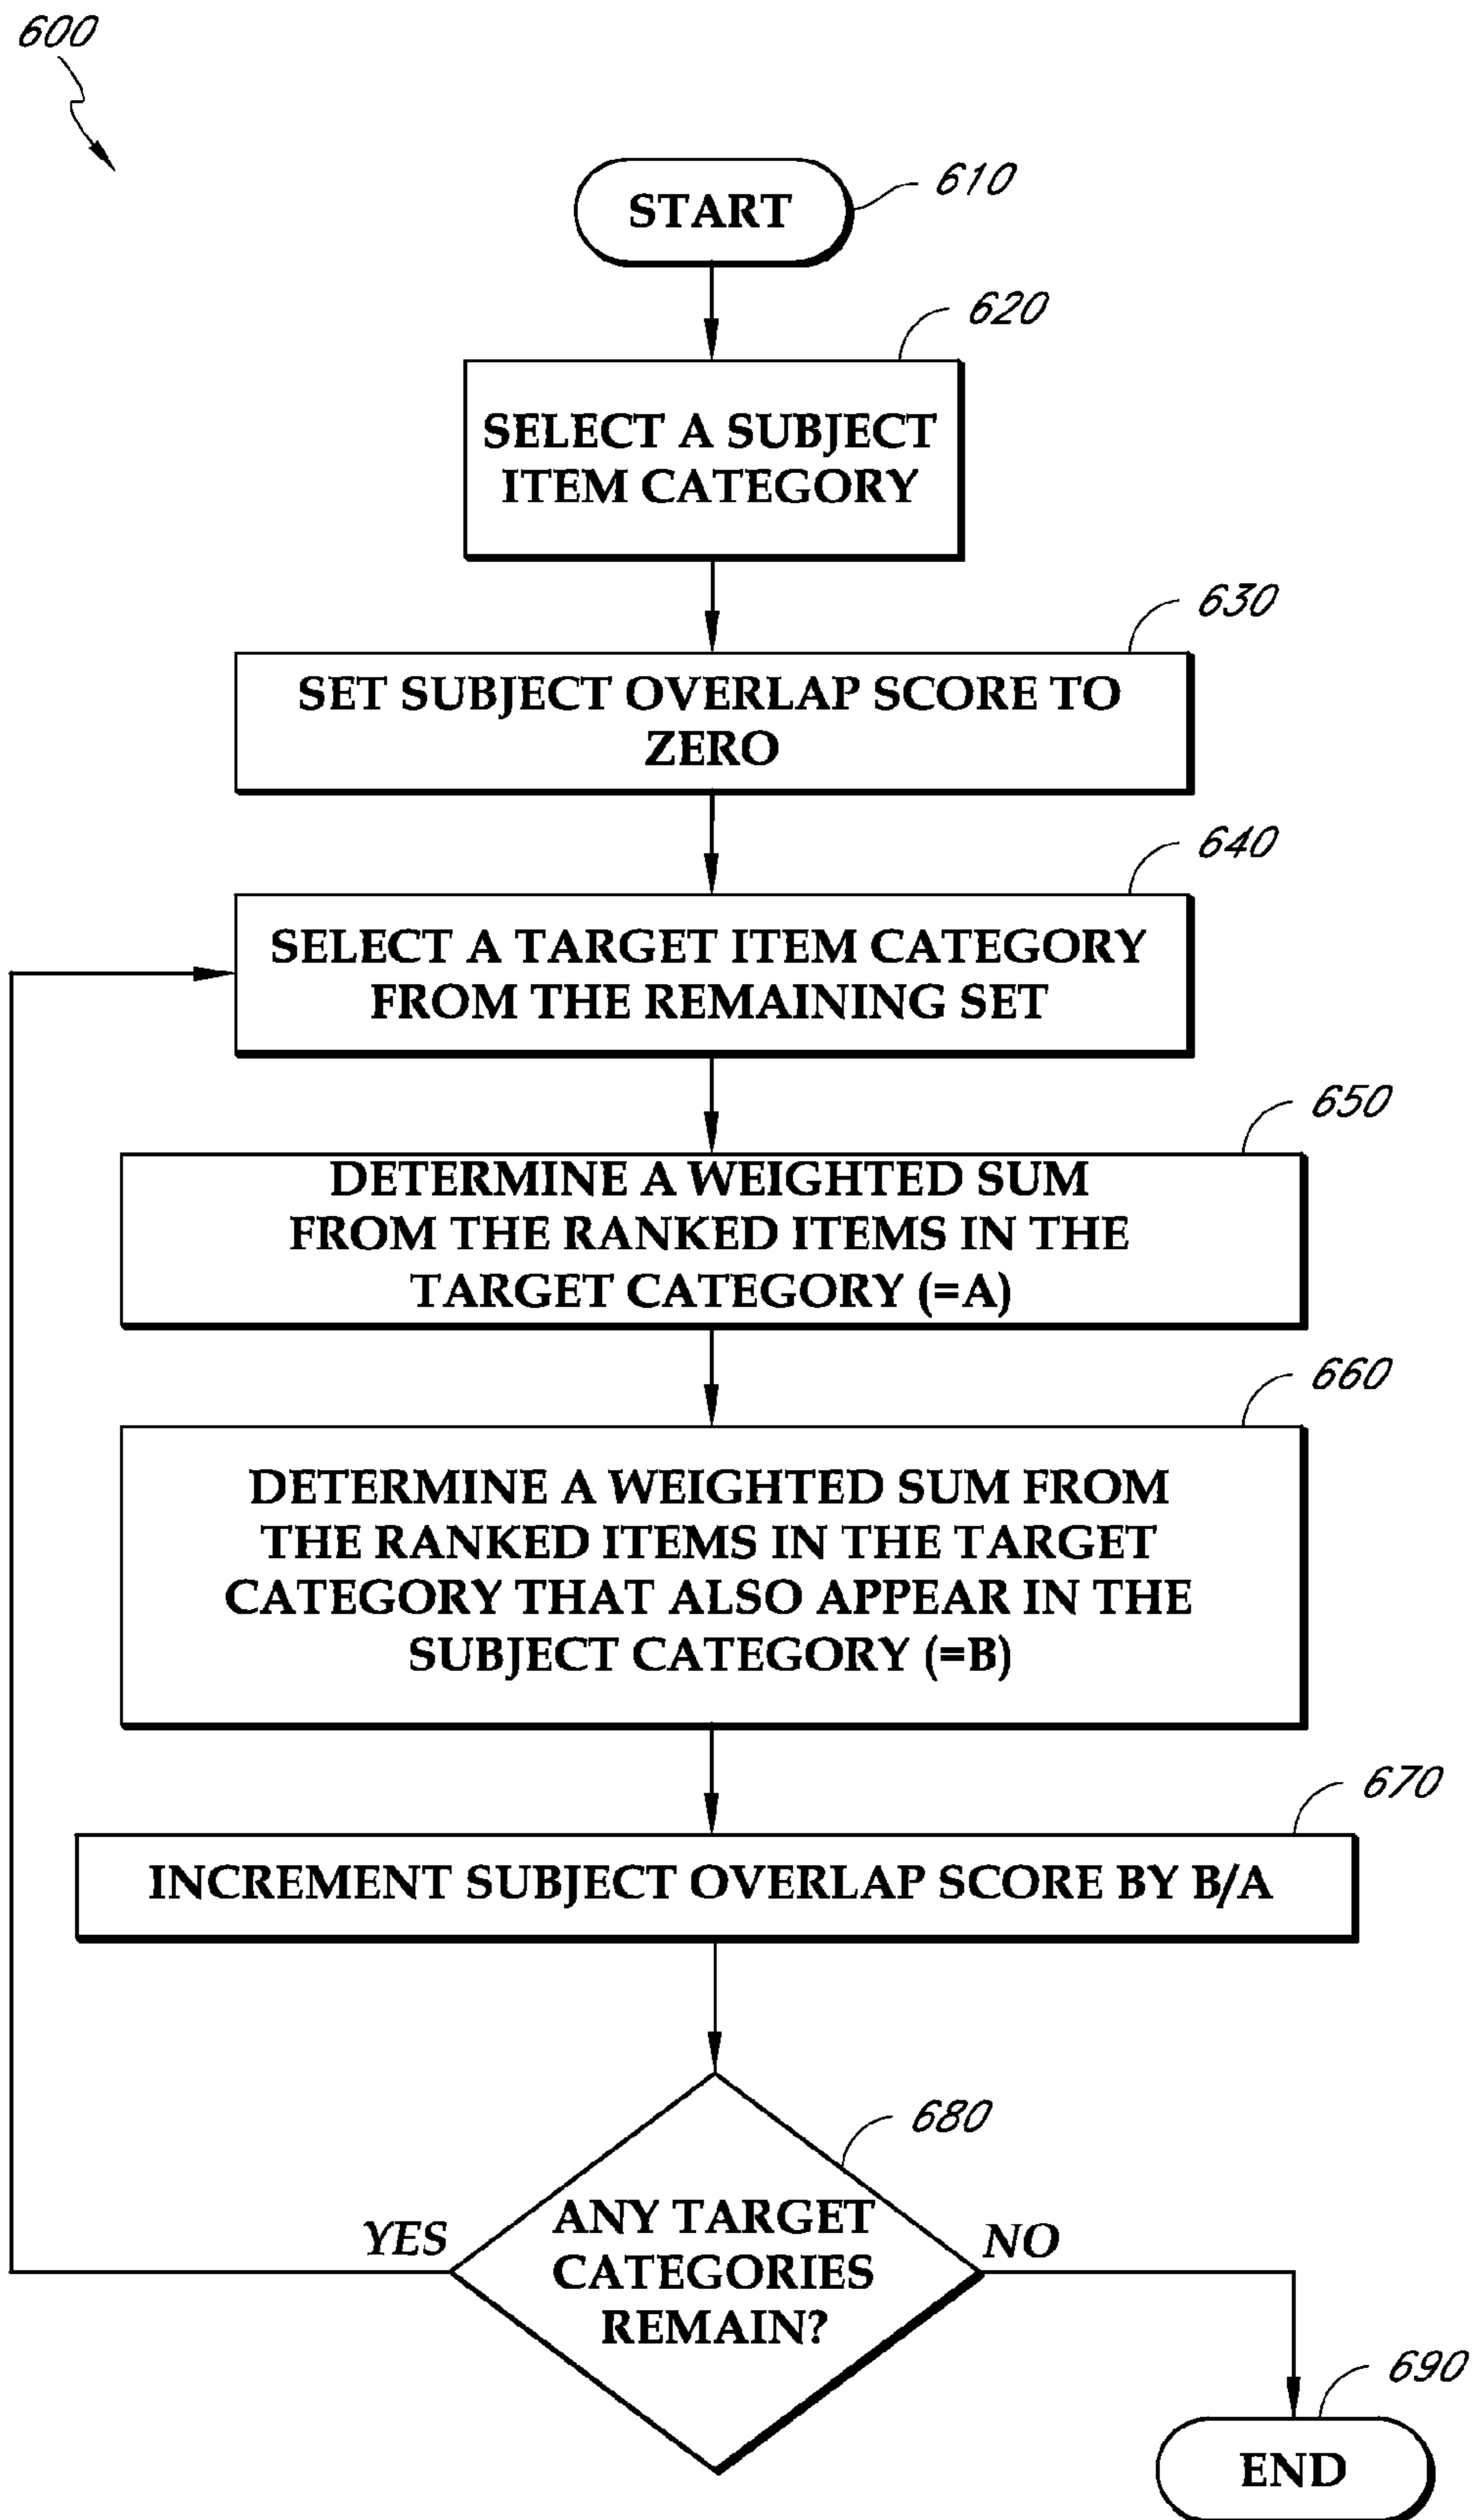 600
START
610
620
SELECT A SUBJECT
ITEM CATEGORY
630
SET SUBJECT OVERLAP SCORE TO
ZERO
640
SELECT A TARGET ITEM CATEGORY
FROM THE REMAINING SET
650
DETERMINE A WEIGHTED SUM
FROM THE RANKED ITEMS IN THE
TARGET CATEGORY (=A)
660
DETERMINE A WEIGHTED SUM FROM
THE RANKED ITEMS IN THE TARGET
CATEGORY THAT ALSO APPEAR IN THE
SUBJECT CATEGORY (=B)
670
INCREMENT SUBJECT OVERLAP SCORE BY B/A
680
ANY TARGET
CATEGORIES
REMAIN?
YES
NO
690
END